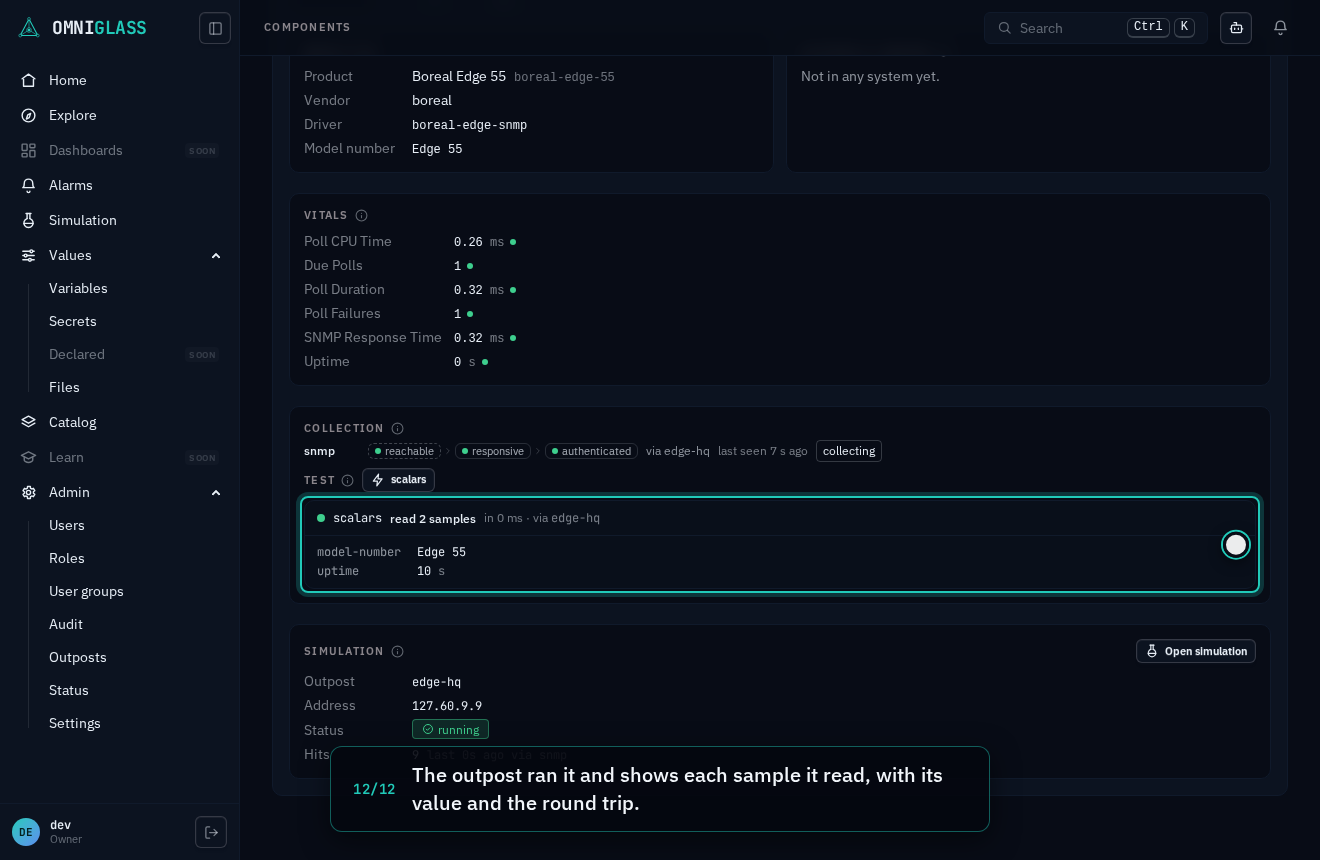 OMNIGLASS
COMPONENTS
Search
Ctrl K
Home
Explore
Dashboards SOON
Alarms
Simulation
Values
Variables
Secrets
Declared SOON
Files
Catalog
Learn SOON
Admin
Users
Roles
User groups
Audit
Outposts
Status
Settings
DE dev
Owner
Product Boreal Edge 55 boreal-edge-55
Vendor boreal
Driver boreal-edge-snmp
Model number Edge 55
Not in any system yet.
VITALS
Poll CPU Time 0.26 ms
Due Polls 1
Poll Duration 0.32 ms
Poll Failures 1
SNMP Response Time 0.32 ms
Uptime 0 s
COLLECTION
snmp reachable › responsive › authenticated via edge-hq last seen 7 s ago collecting
TEST scalars
scalars read 2 samples in 0 ms · via edge-hq
model-number Edge 55
uptime 10 s
SIMULATION
Open simulation
Outpost edge-hq
Address 127.60.9.9
Status running
Hits 9 last 0s ago via snmp
12/12
The outpost ran it and shows each sample it read, with its
value and the round trip.